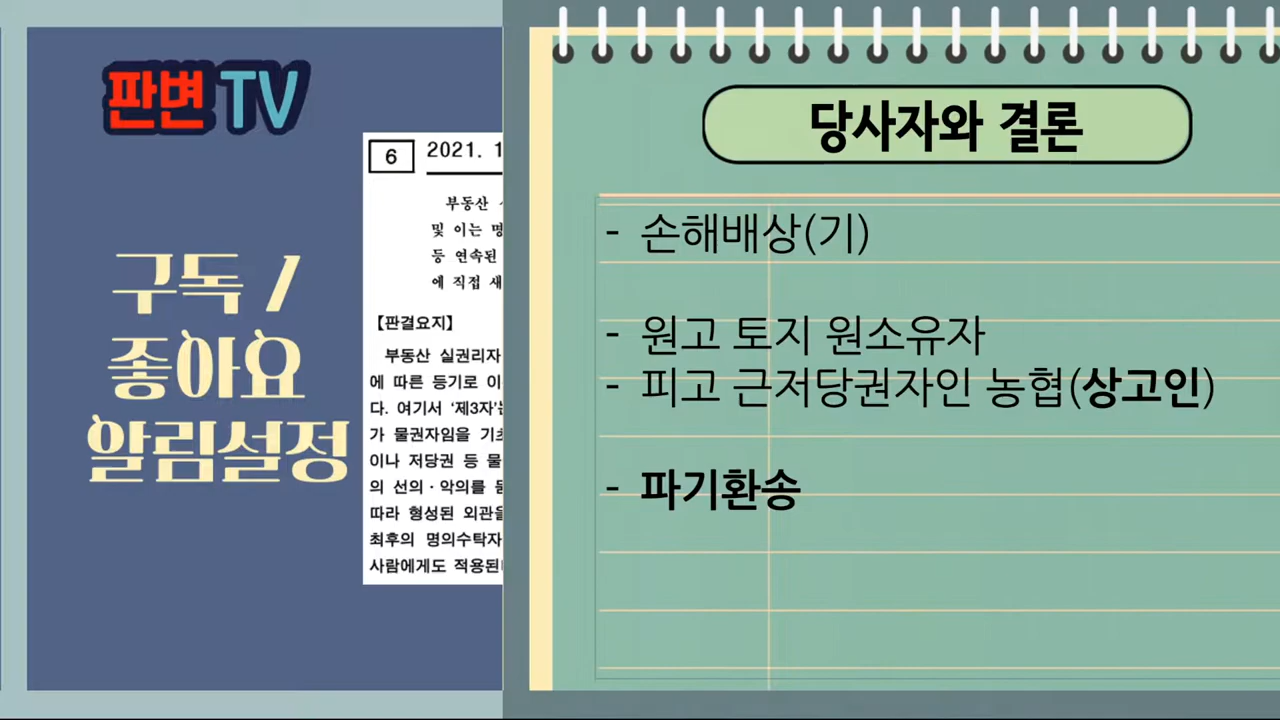 판변 TV
구독 /
좋아요
알림설정
6
2021. 1
부동산
및 이는 명
등 연속된
에 직접 새
【판결요지】
부동산 실권리자
에 따른 등기로 이
다. 여기서 '제3자'는
가 물권자임을 기초
이나 저당권 등 물
의 선의·악의를 묻
따라 형성된 외관을
최후의 명의수탁자
사람에게도 적용된
당사자와 결론
- 손해배상(기)
- 원고 토지 원소유자
- 피고 근저당권자인 농협(상고인)
- 파기환송